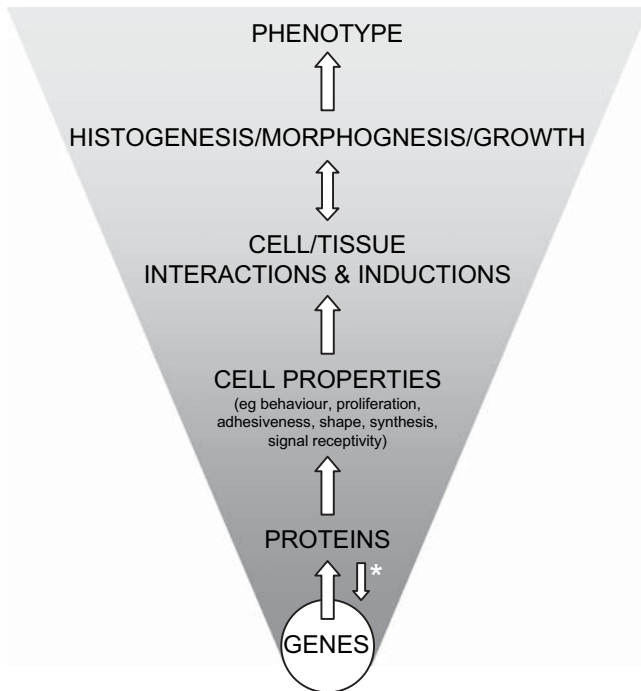 PHENOTYPE
HISTOGENESIS/MORPHOGNESIS/GROWTH
CELL/TISSUE
INTERACTIONS & INDUCTIONS
CELL PROPERTIES
(eg behaviour, proliferation,
adhesiveness, shape, synthesis,
signal receptivity)
PROTEINS
*
GENES